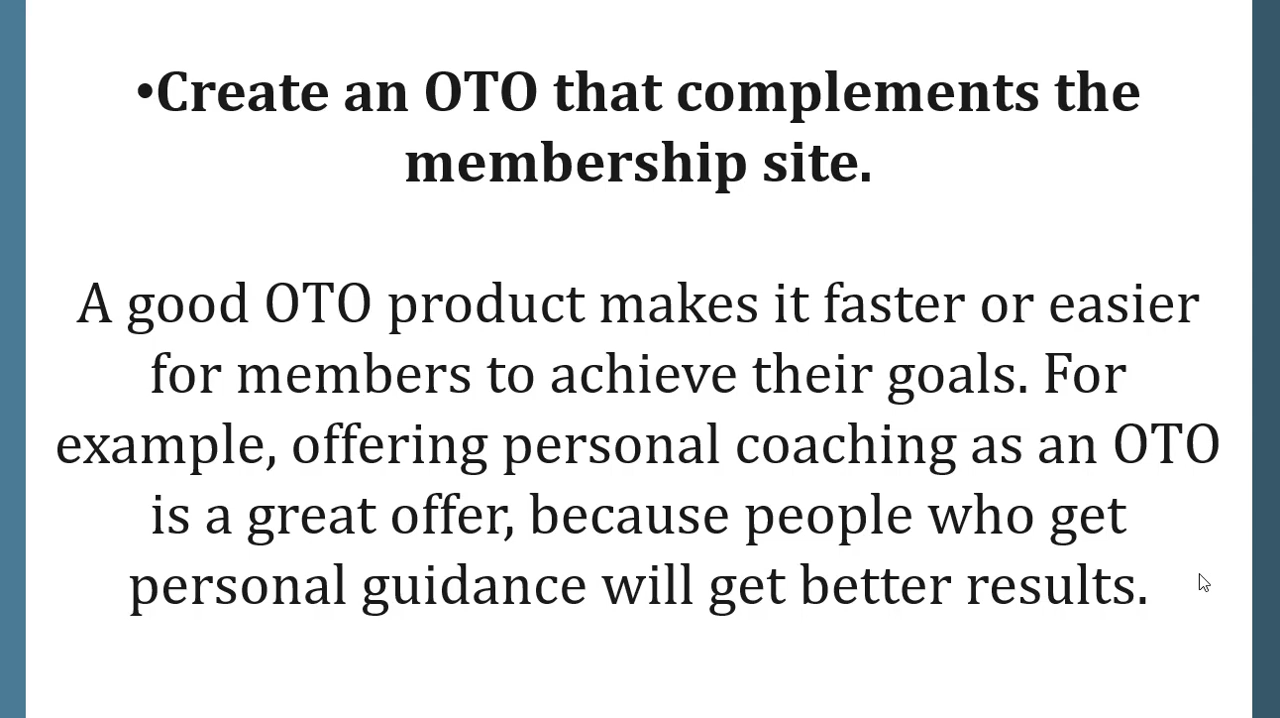 •Create an OTO that complements the
membership site.
A good OTO product makes it faster or easier
for members to achieve their goals. For
example, offering personal coaching as an OTO
is a great offer, because people who get
personal guidance will get better results.